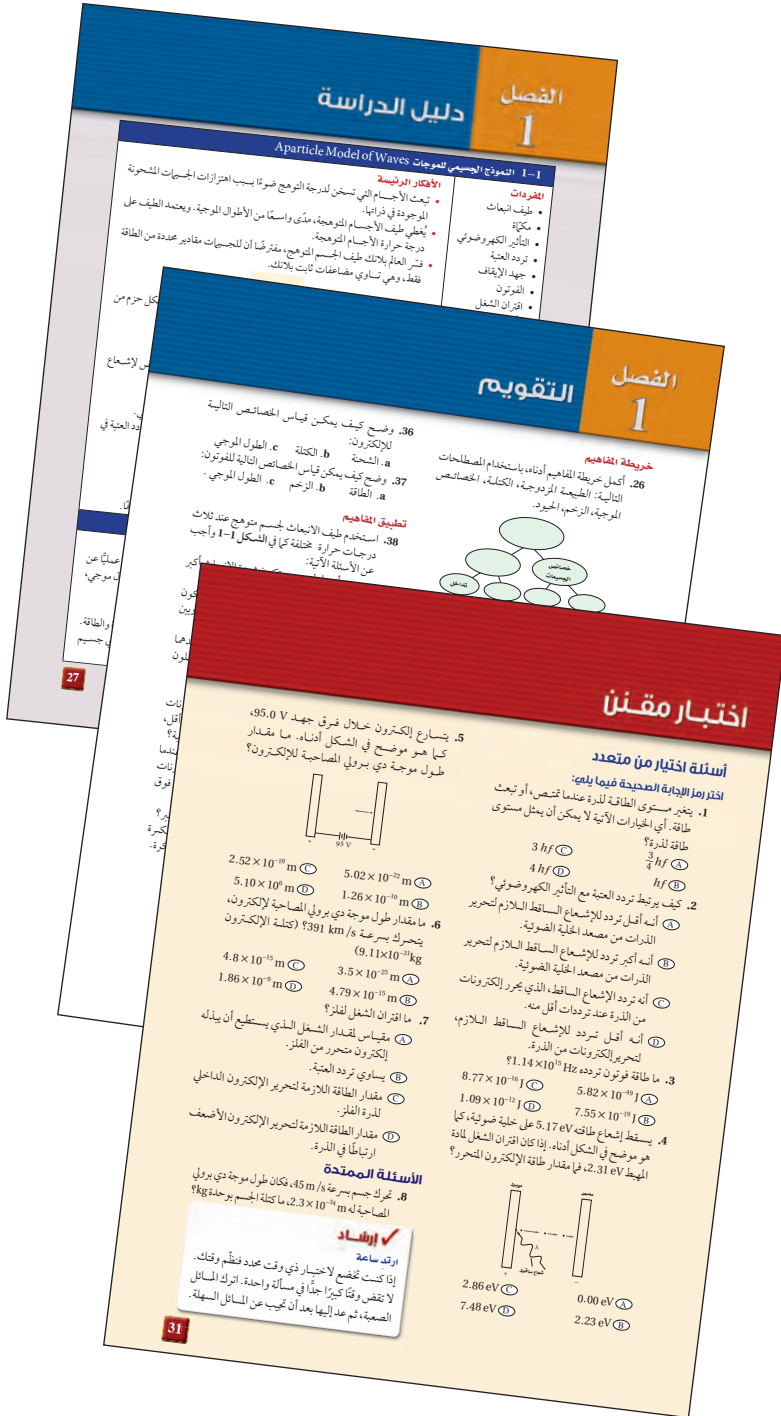 الفصل
1
دليل الدراسة
1-1 النموذج الجسيمي للموجات Aparticle Model of Waves
المفردات
• طيف انبعاث
• مكمّاة
• التأثير الكهروضوئي
• تردد العتبة
• جهد الإيقاف
• الفوتون
• اقتران الشغل
الأفكار الرئيسة
• تبعث الأجسام التي تسخن لدرجة التوهج ضوءًا بسبب اهتزازات الجسيمات المشحونة
الموجودة في ذراتها.
• يُغطي طيف الأجسام المتوهجة، مدًى واسعًا من الأطوال الموجية. ويعتمد الطيف على
درجة حرارة الأجسام المتوهجة.
• فسّر العالم بلانك طيف الجسم المتوهج، مفترضًا أن للجسيمات مقادير محددة من الطاقة
فقط، وهي تساوي مضاعفات ثابت بلانك.
27
الفصل
1
التقويم
خريطة المفاهيم
26. أكمل خريطة المفاهيم أدناه، باستخدام المصطلحات
التالية: الطبيعة المزدوجة، الكتلة، الخصائص
الموجية، الزخم، الحيود.
خصائص
الجسيمات
تداخل
36. وضح كيف يمكن قياس الخصائص التالية
للإلكترون:
a. الشحنة b. الكتلة c. الطول الموجي
37. وضح كيف يمكن قياس الخصائص التالية للفوتون:
a. الطاقة b. الزخم c. الطول الموجي.
تطبيق المفاهيم
38. استخدم طيف الانبعاث لجسم متوهج عند ثلاث
درجات حرارة مختلفة كما في الشكل 1-1 وأجب
عن الأسئلة الآتية:
اختبار مقنن
أسئلة اختيار من متعدد
اختر رمز الإجابة الصحيحة فيما يلي:
1. يتغير مستوى الطاقة لذرة عندما تمتص، أو تبعث
طاقة. أي الخيارات الآتية لا يمكن أن يمثل مستوى
طاقة لذرة؟
A 3/4 hf C 3 hf
B hf D 4 hf
2. كيف يرتبط تردد العتبة مع التأثير الكهروضوئي؟
A أنه أقل تردد للإشعاع الساقط اللازم لتحرير
الذرات من مصعد الخلية الضوئية.
B أنه أكبر تردد للإشعاع الساقط اللازم لتحرير
الذرات من مصعد الخلية الضوئية.
C أنه تردد الإشعاع الساقط، الذي يحرر إلكترونات
من الذرة عند ترددات أقل منه.
D أنه أقل تردد للإشعاع الساقط اللازم،
لتحرير إلكترونات من الذرة.
3. ما طاقة فوتون تردده 1.14×10¹⁵ Hz؟
A 5.82×10⁻⁴⁹ J C 8.77×10⁻¹⁶ J
B 7.55×10⁻¹⁹ J D 1.09×10⁻¹² J
4. يسقط إشعاع طاقته 5.17 eV على خلية ضوئية، كما
هو موضح في الشكل أدناه. إذا كان اقتران الشغل لمادة
المهبط 2.31 eV، فما مقدار طاقة الإلكترون المتحرر؟
A 0.00 eV C 2.86 eV
B 2.23 eV D 7.48 eV
5. يتسارع إلكترون خلال فرق جهد 95.0 V،
كما هو موضح في الشكل أدناه. ما مقدار
طول موجة دي برولي المصاحبة للإلكترون؟
+ 95 V -
A 5.02×10⁻²² m C 2.52×10⁻¹⁰ m
B 1.26×10⁻¹⁰ m D 5.10×10⁶ m
6. ما مقدار طول موجة دي برولي المصاحبة لإلكترون،
يتحرك بسرعة 391 km/s؟ (كتلة الإلكترون
9.11×10⁻³¹kg)
A 3.5×10⁻²⁵ m C 4.8×10⁻¹⁵ m
B 4.79×10⁻¹⁵ m D 1.86×10⁻⁹ m
7. ما اقتران الشغل لفلز؟
A مقياس لمقدار الشغل الذي يستطيع أن يبذله
إلكترون متحرر من الفلز.
B يساوي تردد العتبة.
C مقدار الطاقة اللازمة لتحرير الإلكترون الداخلي
لذرة الفلز.
D مقدار الطاقة اللازمة لتحرير الإلكترون الأضعف
ارتباطًا في الذرة.
الأسئلة الممتدة
8. تحرك جسم بسرعة 45 m/s، فكان طول موجة دي برولي
المصاحبة له 2.3×10⁻³⁴ m، ما كتلة الجسم بوحدة kg؟
إرشاد
ارتد ساعة
إذا كنت تخضع لاختبار ذي وقت محدد فنظّم وقتك.
لا تقض وقتًا كبيرًا جدًّا في مسألة واحدة. اترك المسائل
الصعبة، ثم عد إليها بعد أن تجيب عن المسائل السهلة.
31